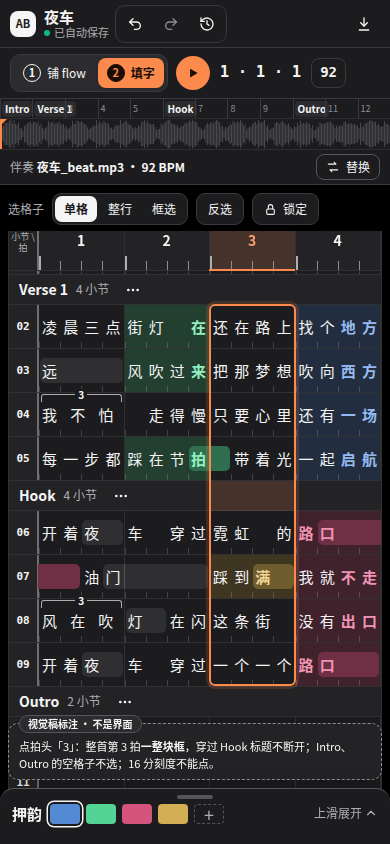 AB 夜车
已自动保存
1 铺 flow 2 填字 1 · 1 · 1 92
Intro Verse 1 4 5 Hook 7 8 9 Outro 11 12
伴奏 夜车_beat.mp3 • 92 BPM 替换
选格子 单格 整行 框选 反选 锁定
小节\拍 1 2 3 4
Verse 1 4 小节 ···
02 凌 晨 三 点 街 灯 在 还 在 路 上 找 个 地 方
03 远 风 吹 过 来 把 那 梦 想 吹 向 西 方
3
04 我 不 怕 走 得 慢 只 要 心 里 还 有 一 场
05 每 一 步 都 踩 在 节 拍 带 着 光 一 起 启 航
Hook 4 小节 ···
06 开 着 夜 车 穿 过 霓 虹 的 路 口
07 油 门 踩 到 满 我 就 不 走
3
08 风 在 吹 灯 在 闪 这 条 街 没 有 出 口
09 开 着 夜 车 穿 过 一 个 一 个 路 口
Outro 2 小节 ···
视觉稿标注 • 不是界面
点拍头「3」：整首第 3 拍一整块框，穿过 Hook 标题不断开；Intro、
Outro 的空格子不选；16 分刻度不能点。
11
押韵 + 上滑展开